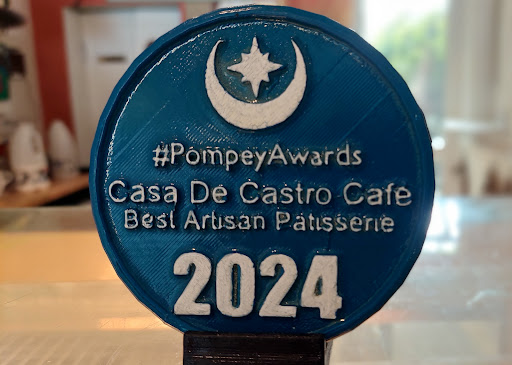 #PompeyAwards
Casa De Castro Cafe
Best Artisan Patisserie
2024